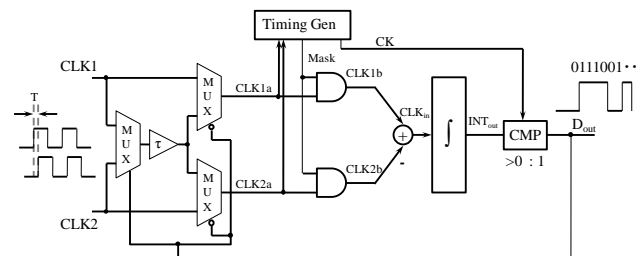 Timing Gen
CK
Mask
CLK1
CLK1b
0111001··
T
MUX
CLK1a
CLKin
INTout
Dout
MUX
τ
+
∫
CMP
-
>0 : 1
MUX
CLK2a
CLK2b
CLK2